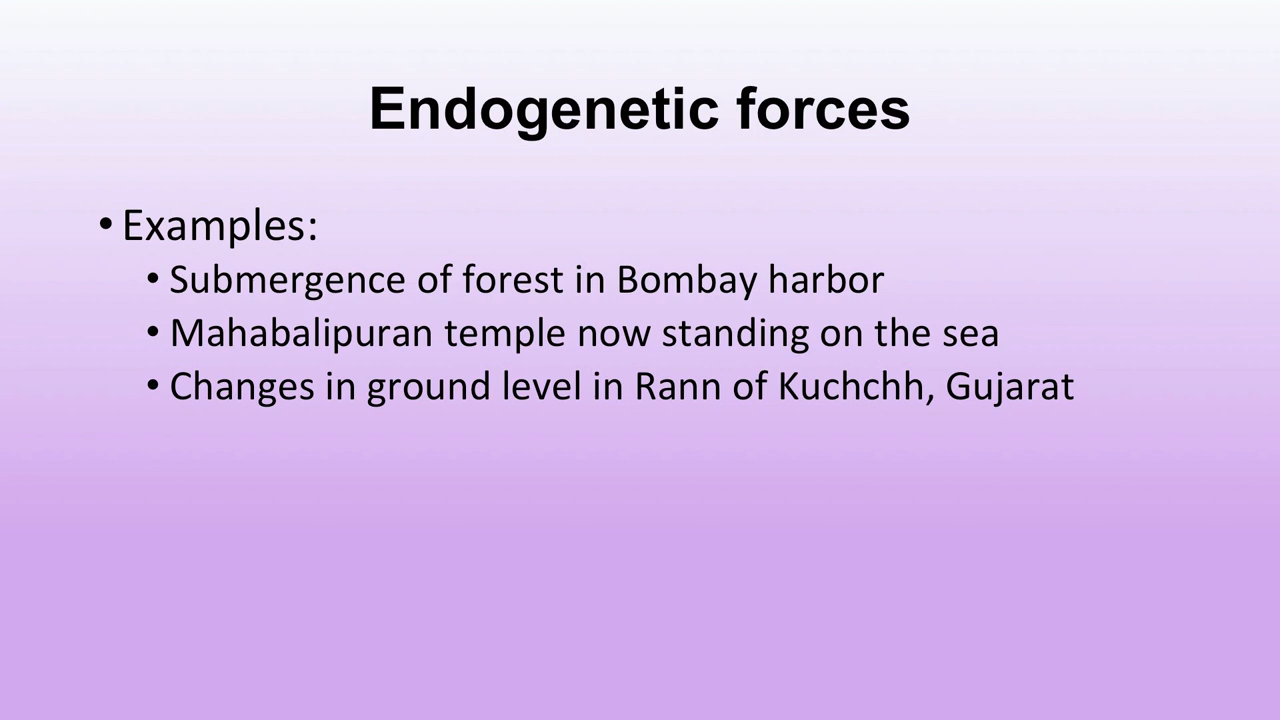 Endogenetic forces
• Examples:
• Submergence of forest in Bombay harbor
• Mahabalipuran temple now standing on the sea
• Changes in ground level in Rann of Kuchchh, Gujarat